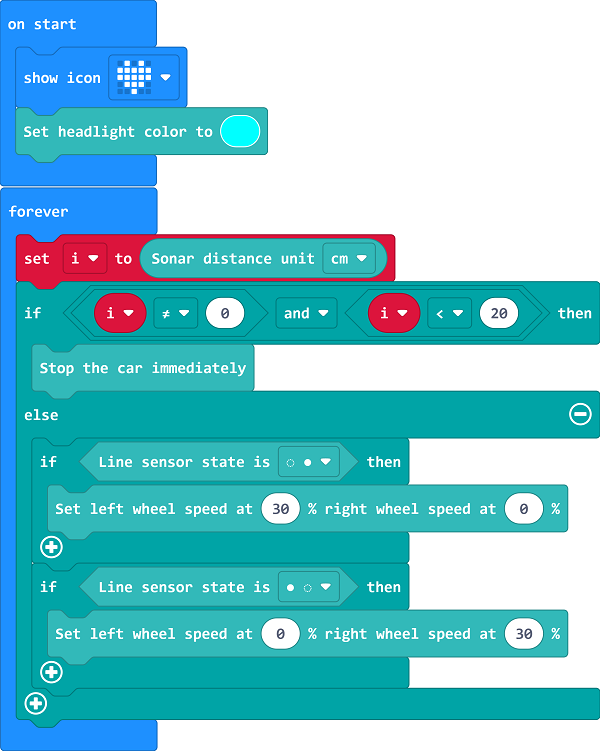 on start
show icon
Set headlight color to
forever
set i to Sonar distance unit cm
if i ≠ 0 and i < 20 then
Stop the car immediately
else
if Line sensor state is ◌ ● then
Set left wheel speed at 30 % right wheel speed at 0 %
if Line sensor state is ● ◌ then
Set left wheel speed at 0 % right wheel speed at 30 %